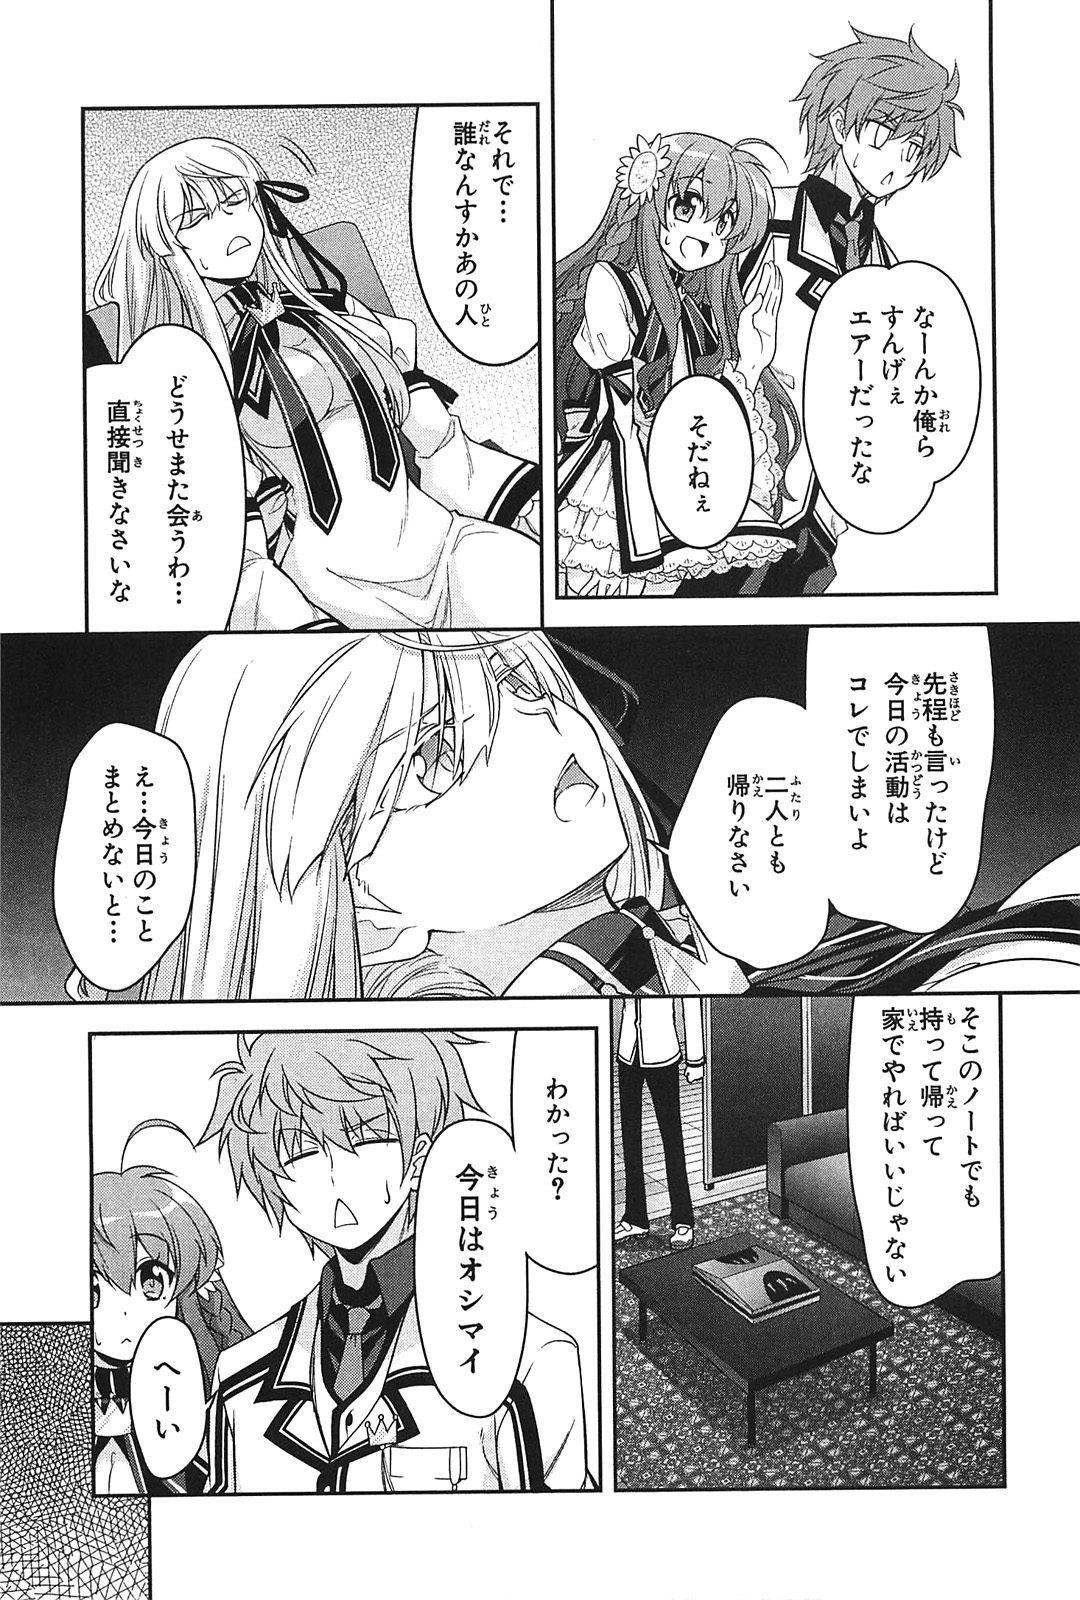 なーんか俺ら
すんげぇ
エアーだったな
そだねぇ
それで…
誰なんすかあの人
どうせまた会うわ…
直接聞きなさいな
先程も言ったけど
今日の活動は
コレでしまいよ
二人とも
帰りなさい
え…今日のこと
まとめないと…
そこのノートでも
持って帰って
家でやればいいじゃない
わかった？
今日はオシマイ
へーい